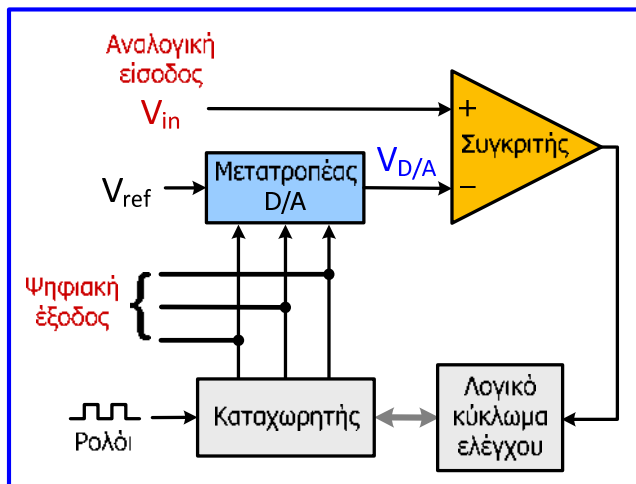 Αναλογική
είσοδος
Vin
+
Συγκριτής
−
Vref
Μετατροπέας
D/A
VD/A
Ψηφιακή
έξοδος
Ρολόι
Καταχωρητής
Λογικό
κύκλωμα
ελέγχου